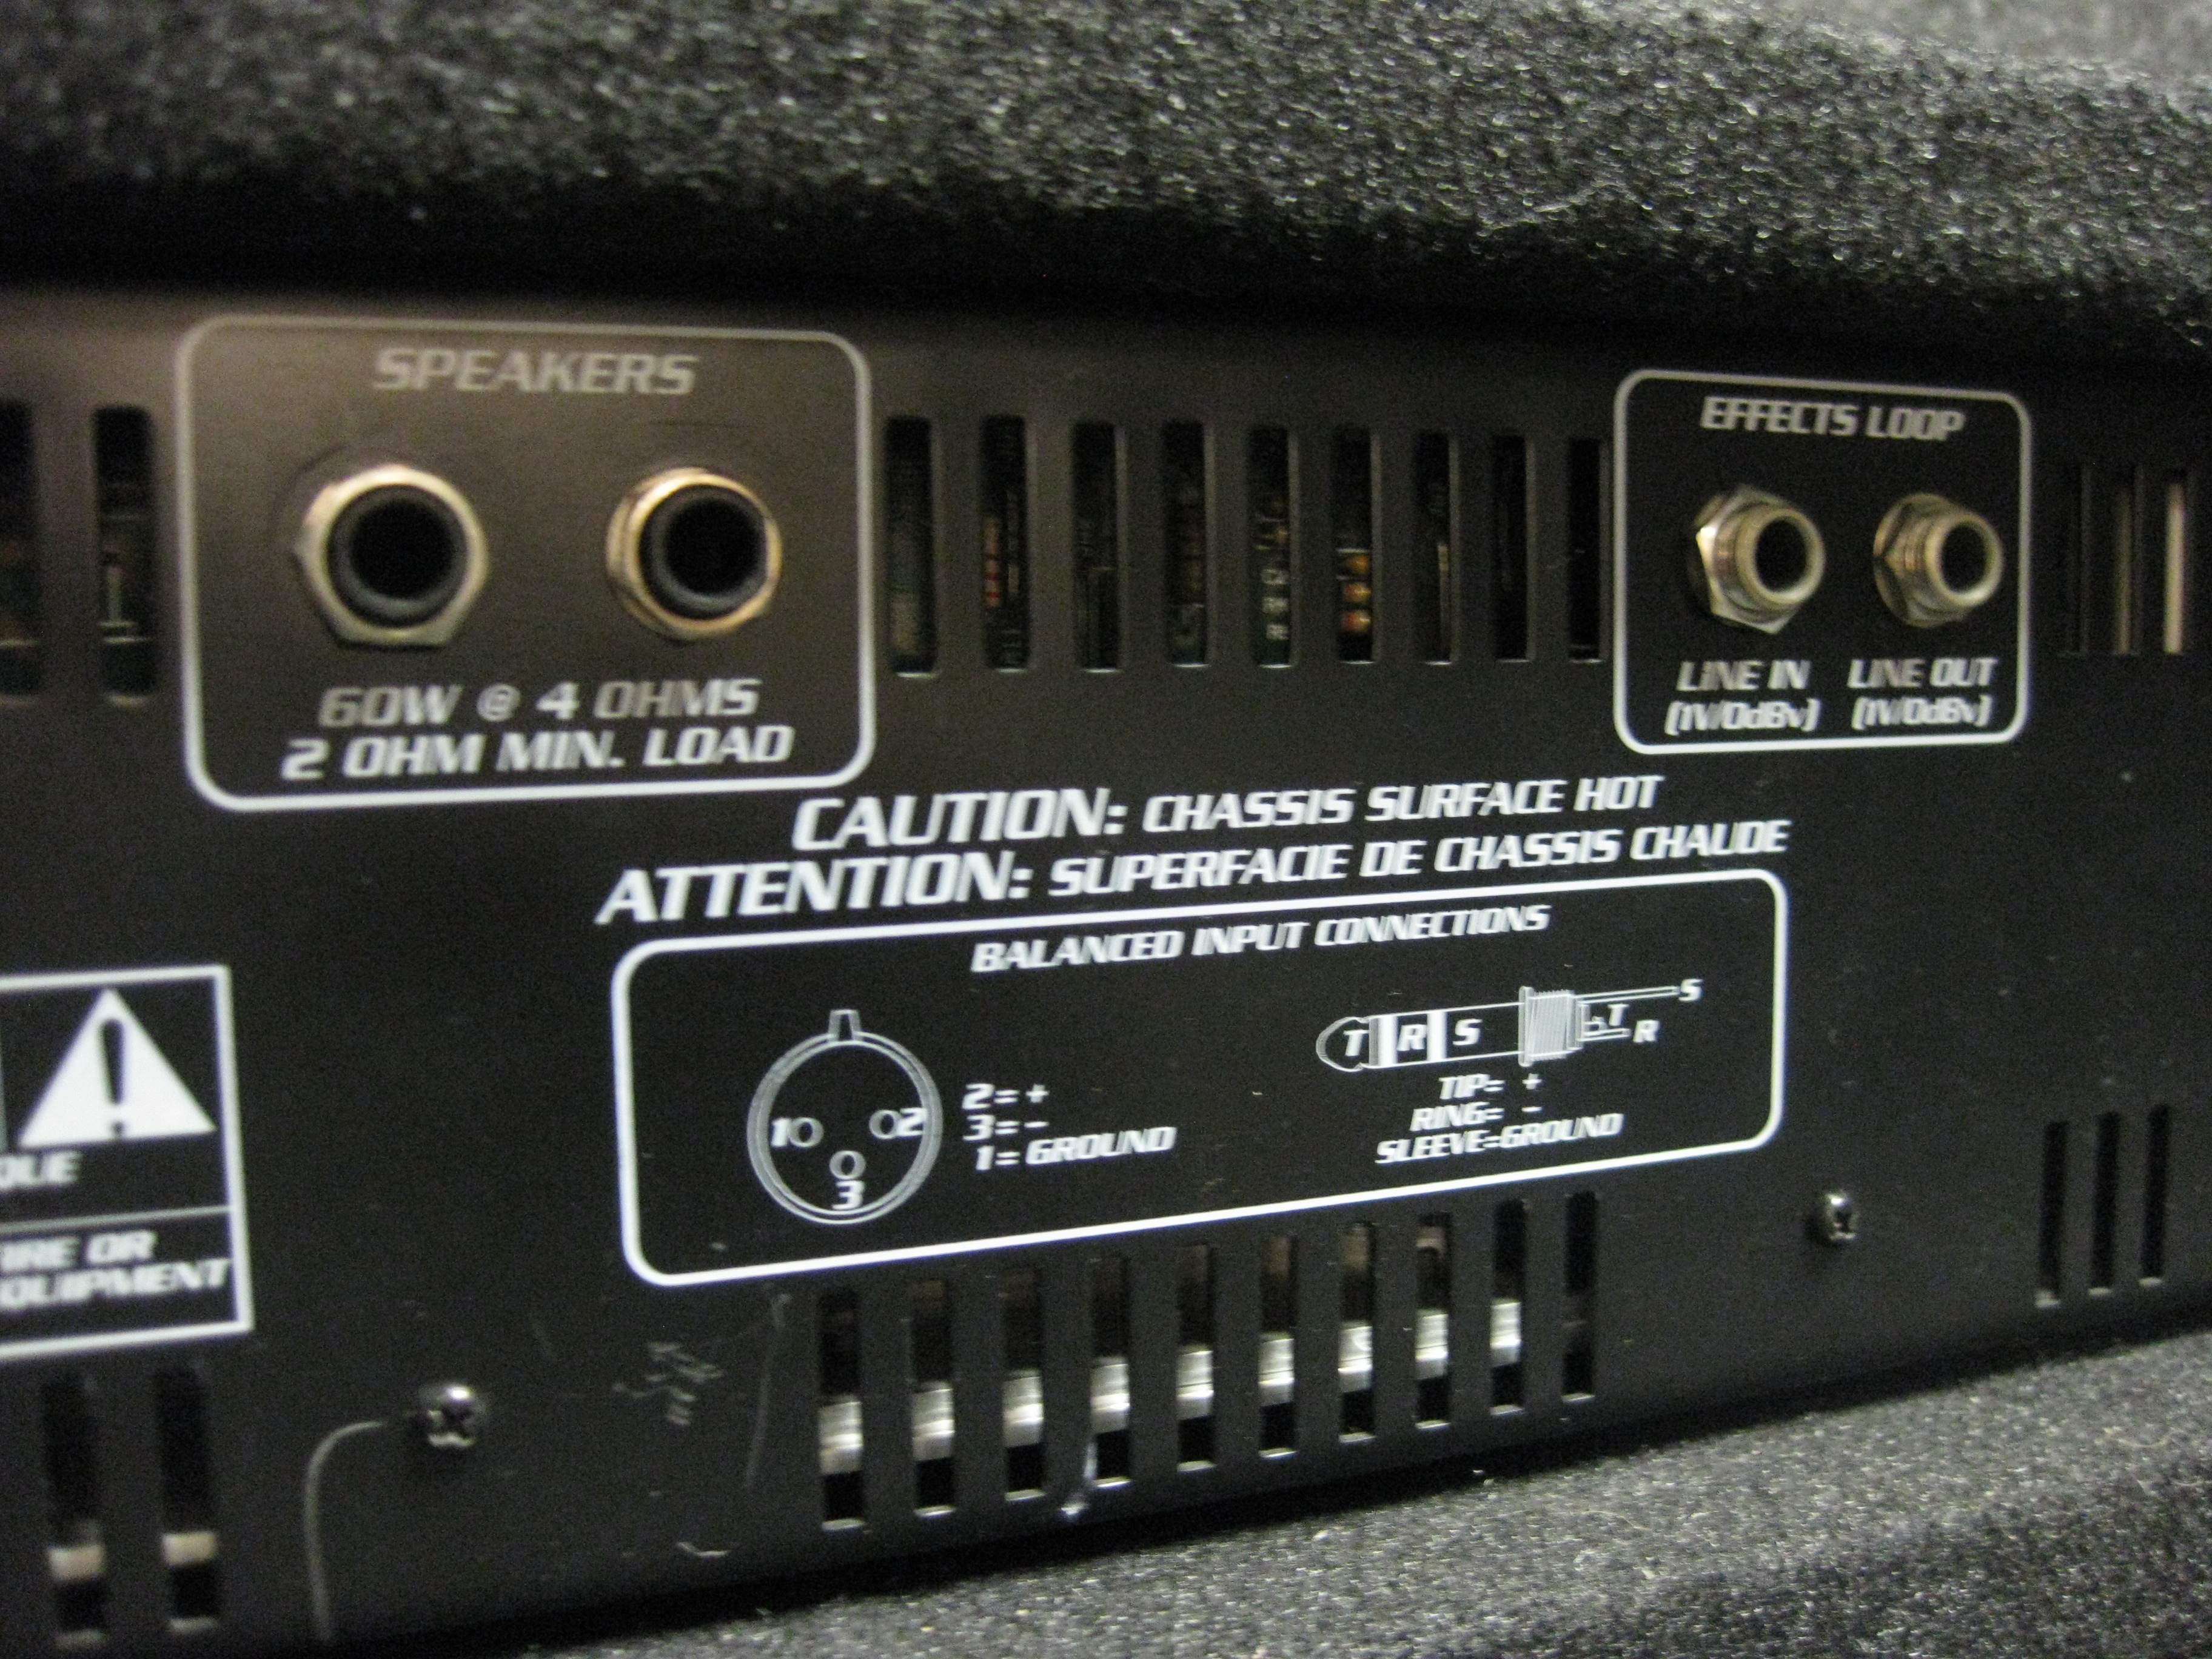 SPEAKERS
60W @ 4 OHMS
2 OHM MIN. LOAD
EFFECTS LOOP
LINE IN LINE OUT
(1V/0dBv) (1V/0dBv)
CAUTION: CHASSIS SURFACE HOT
ATTENTION: SUPERFACIE DE CHASSIS CHAUDE
BALANCED INPUT CONNECTIONS
1 2
3
2= +
3= -
1= GROUND
T R S
S
T
R
TIP= +
RING= -
SLEEVE=GROUND
!
QUE
IRE OR
QUIPMENT